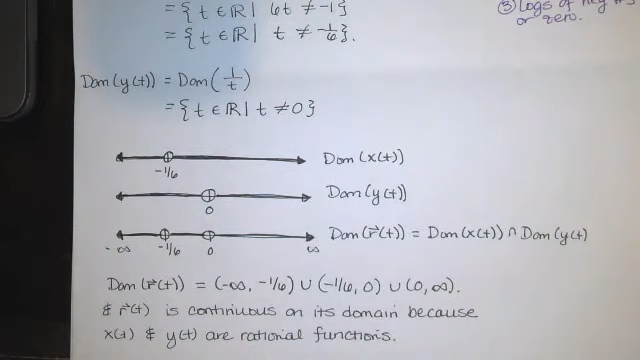 = { t ∈ ℝ | 6t ≠ -1 }
= { t ∈ ℝ | t ≠ -1/6 }.
③ Logs of neg #s
or zero.
Dom(y(t)) = Dom(1/t)
= { t ∈ ℝ | t ≠ 0 }
Dom(x(t))
-1/6
Dom(y(t))
0
Dom(r⃗(t)) = Dom(x(t)) ∩ Dom(y(t)
-∞ -1/6 0 ∞
Dom(r⃗(t)) = (-∞, -1/6) ∪ (-1/6, 0) ∪ (0, ∞).
& r⃗(t) is continuous on its domain because
x(t) & y(t) are rational functions.